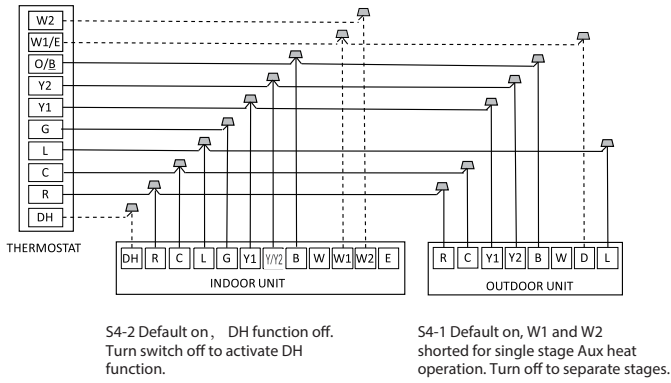 W2
W1/E
O/B
Y2
Y1
G
L
C
R
DH
THERMOSTAT
DH R C L G Y1 Y/Y2 B W W1 W2 E
INDOOR UNIT
R C Y1 Y2 B W D L
OUTDOOR UNIT
S4-2 Default on， DH function off.
Turn switch off to activate DH
function.
S4-1 Default on, W1 and W2
shorted for single stage Aux heat
operation. Turn off to separate stages.